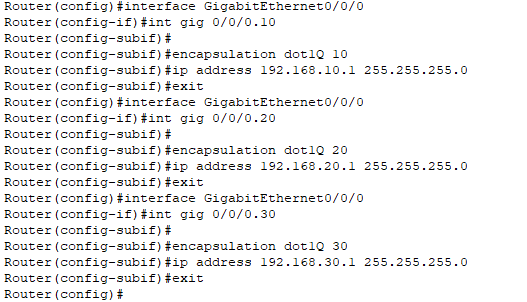 Router(config)#interface GigabitEthernet0/0/0
Router(config-if)#int gig 0/0/0.10
Router(config-subif)#
Router(config-subif)#encapsulation dot1Q 10
Router(config-subif)#ip address 192.168.10.1 255.255.255.0
Router(config-subif)#exit
Router(config)#interface GigabitEthernet0/0/0
Router(config-if)#int gig 0/0/0.20
Router(config-subif)#
Router(config-subif)#encapsulation dot1Q 20
Router(config-subif)#ip address 192.168.20.1 255.255.255.0
Router(config-subif)#exit
Router(config)#interface GigabitEthernet0/0/0
Router(config-if)#int gig 0/0/0.30
Router(config-subif)#
Router(config-subif)#encapsulation dot1Q 30
Router(config-subif)#ip address 192.168.30.1 255.255.255.0
Router(config-subif)#exit
Router(config)#